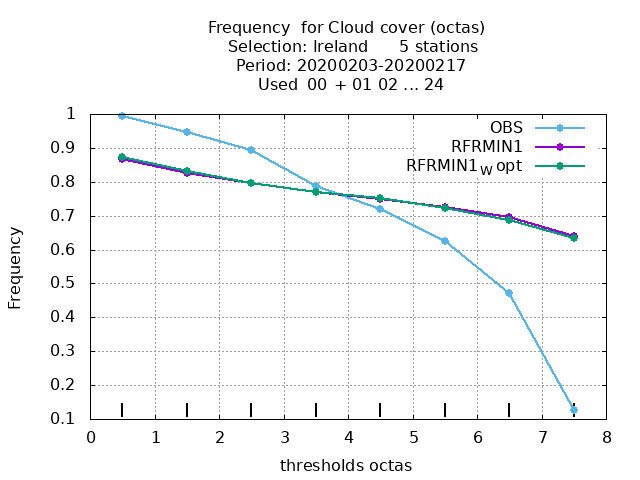 Frequency  for Cloud cover (octas)
Selection: Ireland      5 stations
Period: 20200203-20200217
Used  00  + 01 02 ... 24
OBS
RFRMIN1
RFRMIN1W opt
1
0.9
0.8
0.7
0.6
0.5
0.4
0.3
0.2
0.1
Frequency
0 1 2 3 4 5 6 7 8
thresholds octas